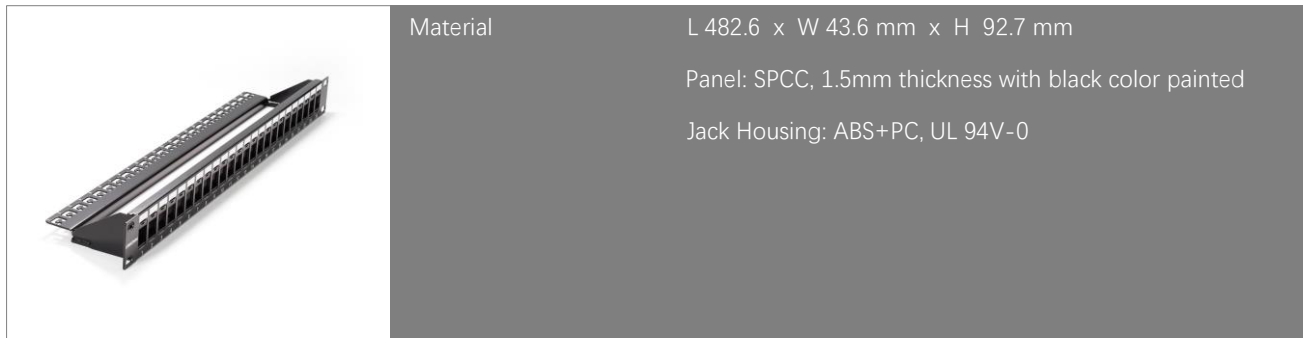 Material
L 482.6 x W 43.6 mm x H 92.7 mm
Panel: SPCC, 1.5mm thickness with black color painted
Jack Housing: ABS+PC, UL 94V-0